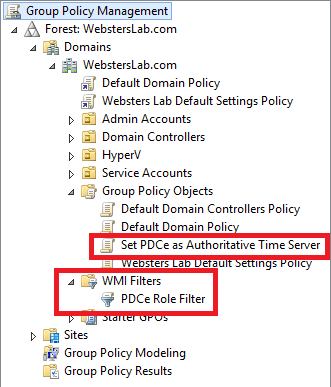 Group Policy Management
Forest: WebstersLab.com
Domains
WebstersLab.com
Default Domain Policy
Websters Lab Default Settings Policy
Admin Accounts
Domain Controllers
HyperV
Service Accounts
Group Policy Objects
Default Domain Controllers Policy
Default Domain Policy
Set PDCe as Authoritative Time Server
Websters Lab Default Settings Policy
WMI Filters
PDCe Role Filter
Starter GPOs
Sites
Group Policy Modeling
Group Policy Results